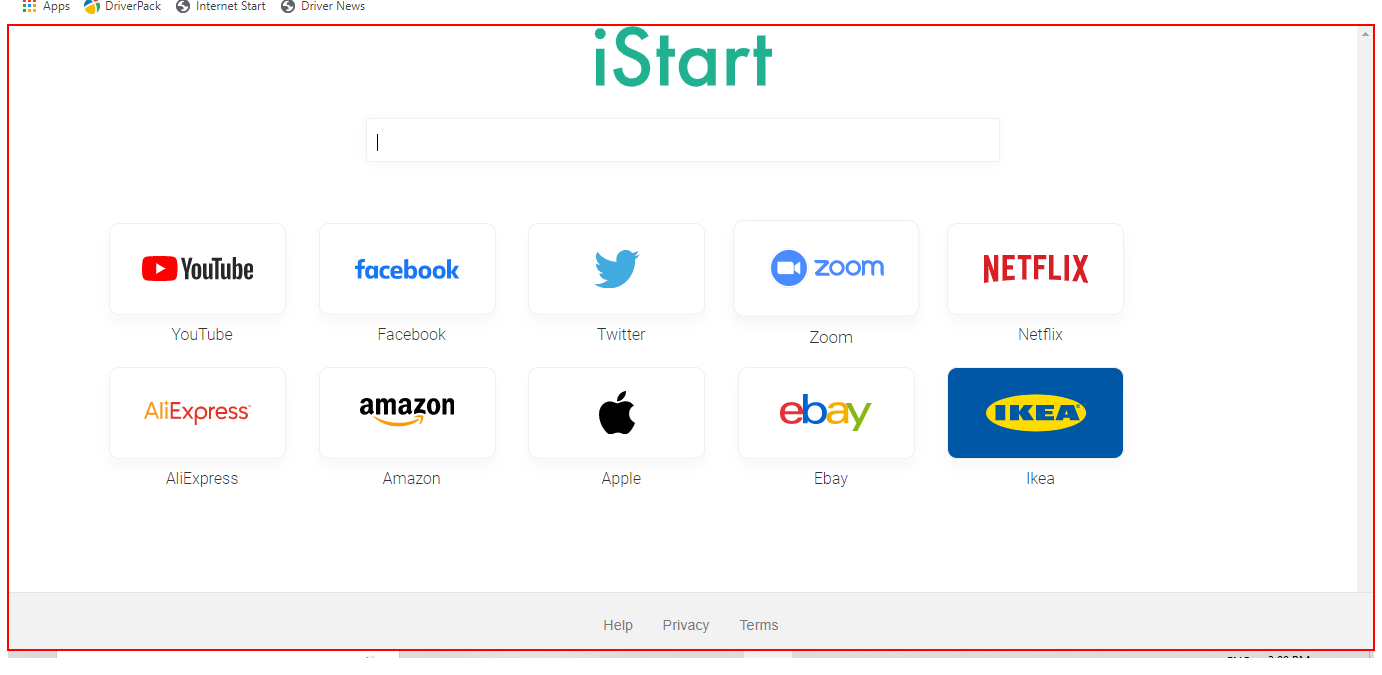 Apps DriverPack Internet Start Driver News
iStart
YouTube facebook zoom NETFLIX
YouTube Facebook Twitter Zoom Netflix
AliExpress amazon ebay IKEA
AliExpress Amazon Apple Ebay Ikea
Help Privacy Terms